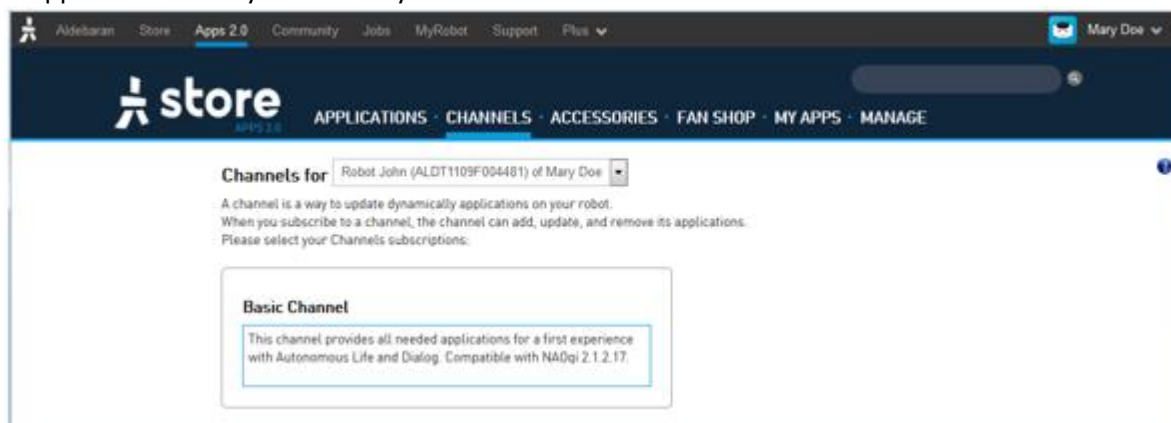 Aldebaran Store Apps 2.0 Community Jobs MyRobot Support Plus Mary Doe
store
APPS 2.0
APPLICATIONS · CHANNELS · ACCESSORIES · FAN SHOP · MY APPS · MANAGE
Channels for Robot John (ALDT1109F004481) of Mary Doe
A channel is a way to update dynamically applications on your robot.
When you subscribe to a channel, the channel can add, update, and remove its applications.
Please select your Channels subscriptions:
Basic Channel
This channel provides all needed applications for a first experience
with Autonomous Life and Dialog. Compatible with NAOqi 2.1.2.17.